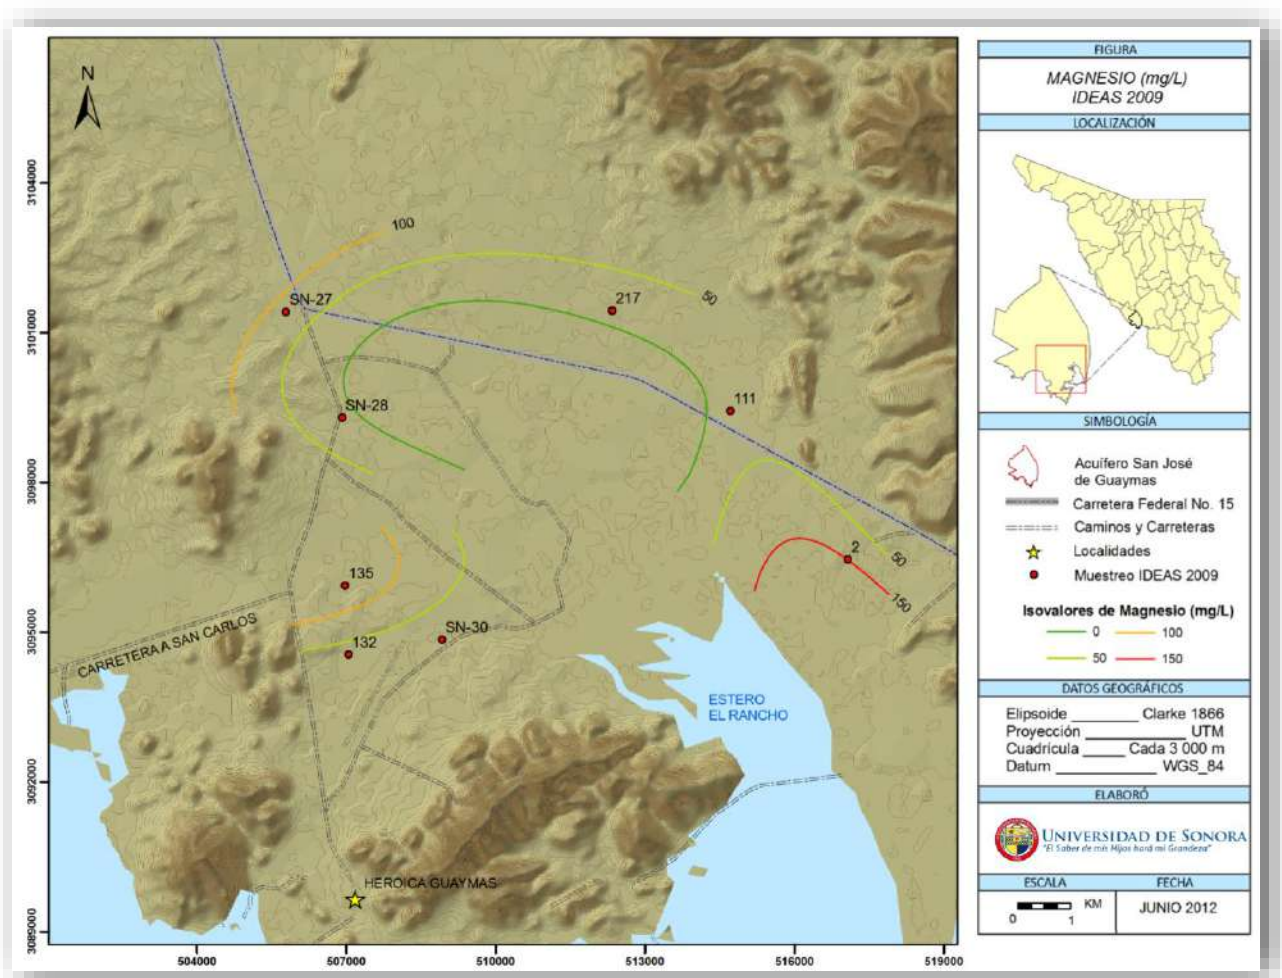 N
100
SN-27
217
50
SN-28
111
135
2
50
150
SN-30
132
CARRETERA A SAN CARLOS
ESTERO
EL RANCHO
HEROICA GUAYMAS
3104000
3101000
3098000
3095000
3092000
3089000
504000
507000
510000
513000
516000
519000
FIGURA
MAGNESIO (mg/L)
IDEAS 2009
LOCALIZACIÓN
SIMBOLOGÍA
Acuífero San José
de Guaymas
Carretera Federal No. 15
Caminos y Carreteras
Localidades
Muestreo IDEAS 2009
Isovalores de Magnesio (mg/L)
0 100
50 150
DATOS GEOGRÁFICOS
Elipsoide ________ Clarke 1866
Proyección ____________ UTM
Cuadrícula _____ Cada 3 000 m
Datum ____________ WGS_84
ELABORÓ
UNIVERSIDAD DE SONORA
"El Saber de mis Hijos hará mi Grandeza"
ESCALA
KM
0 1
FECHA
JUNIO 2012